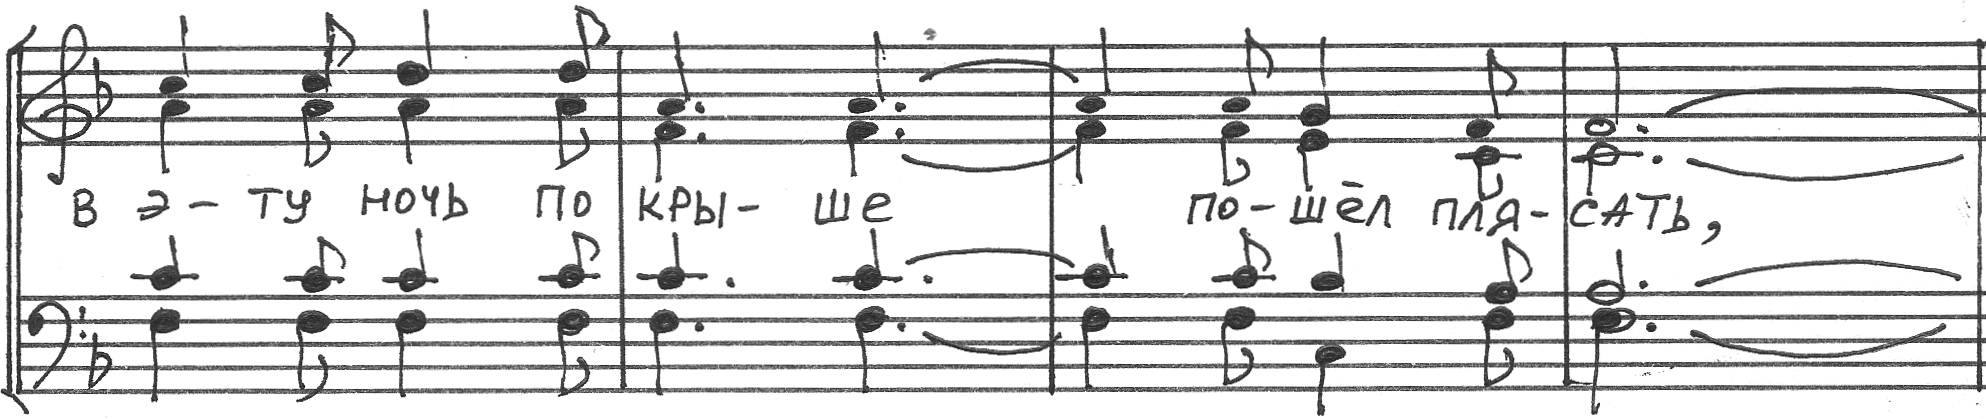 В Э-ТУ НОЧЬ ПО КРЫ-ШЕ ПО-ШЁЛ ПЛЯ-САТЬ,